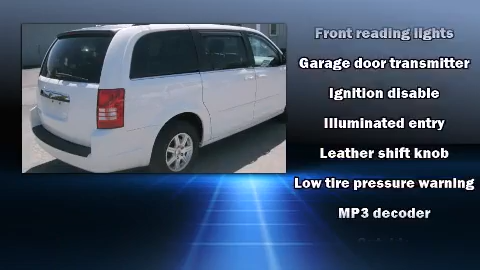 Front reading lights
Garage door transmitter
Ignition disable
Illuminated entry
Leather shift knob
Low tire pressure warning
MP3 decoder